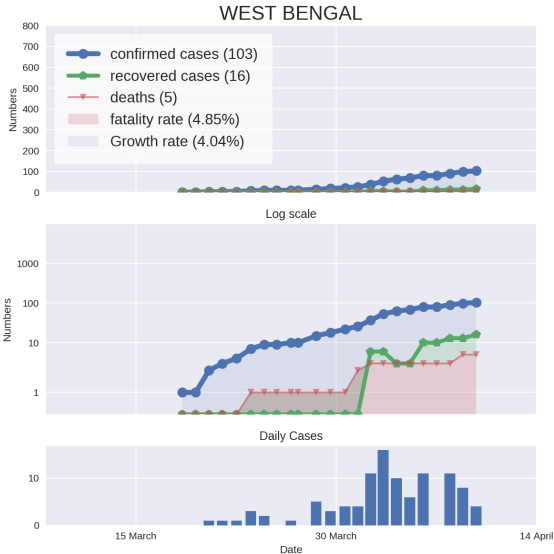 WEST BENGAL
800
700
600
500
400
300
200
100
0
Numbers
confirmed cases (103)
recovered cases (16)
deaths (5)
fatality rate (4.85%)
Growth rate (4.04%)
Log scale
1000
100
10
1
Numbers
Daily Cases
10
0
15 March
30 March
14 April
Date